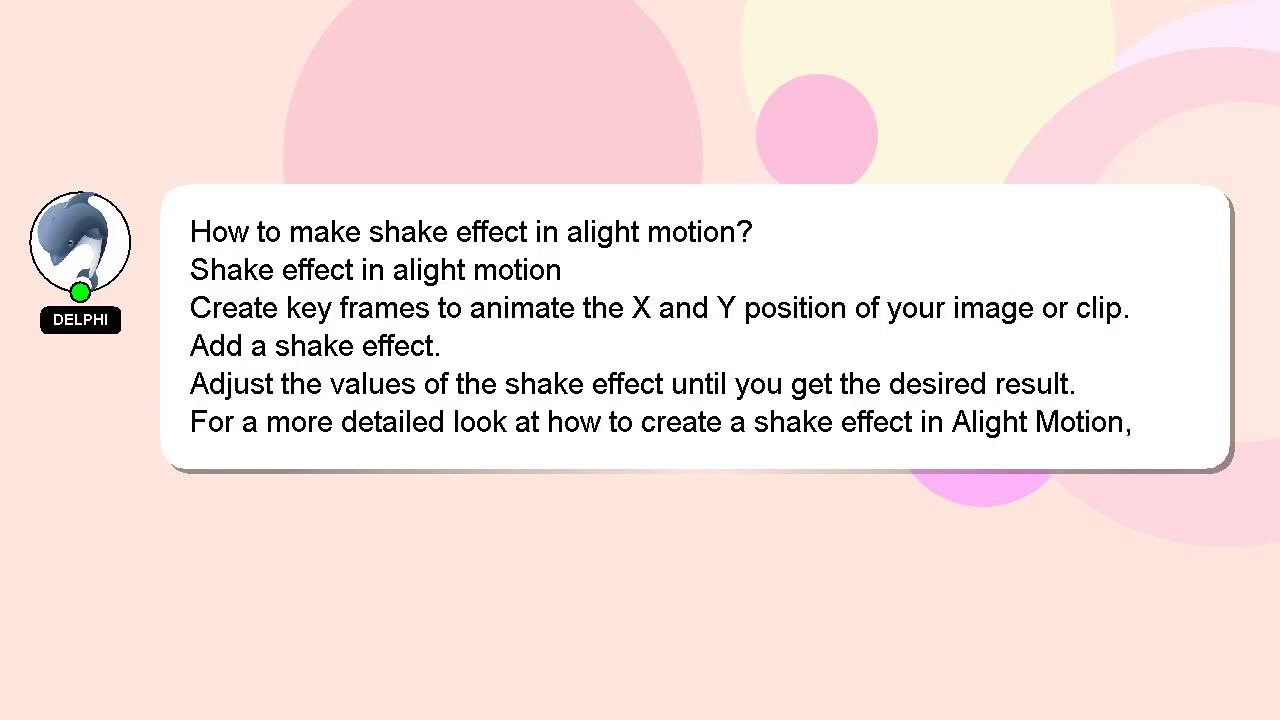 How to make shake effect in alight motion?
Shake effect in alight motion
Create key frames to animate the X and Y position of your image or clip.
Add a shake effect.
Adjust the values of the shake effect until you get the desired result.
For a more detailed look at how to create a shake effect in Alight Motion,
DELPHI